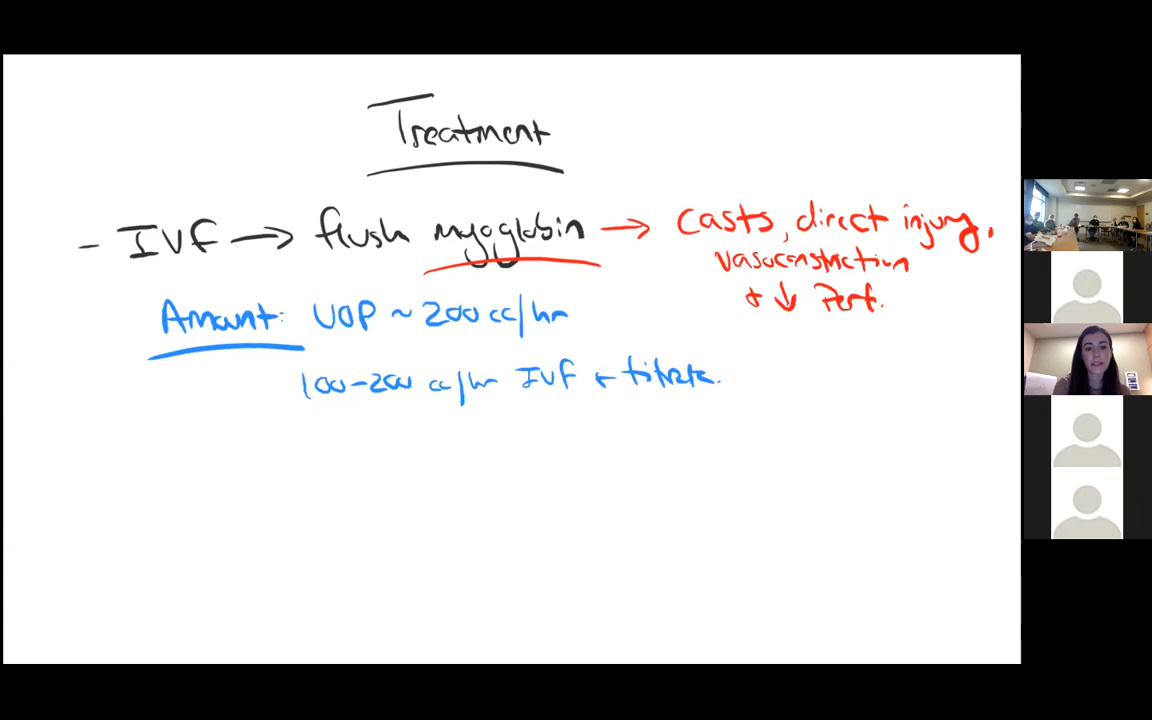 Treatment
- IVF → flush myoglobin → casts, direct injury,
vasoconstriction
+ ↓ Perf.
Amount: UOP ~ 200 cc/hr
100-200 cc/hr IVF + titrate.